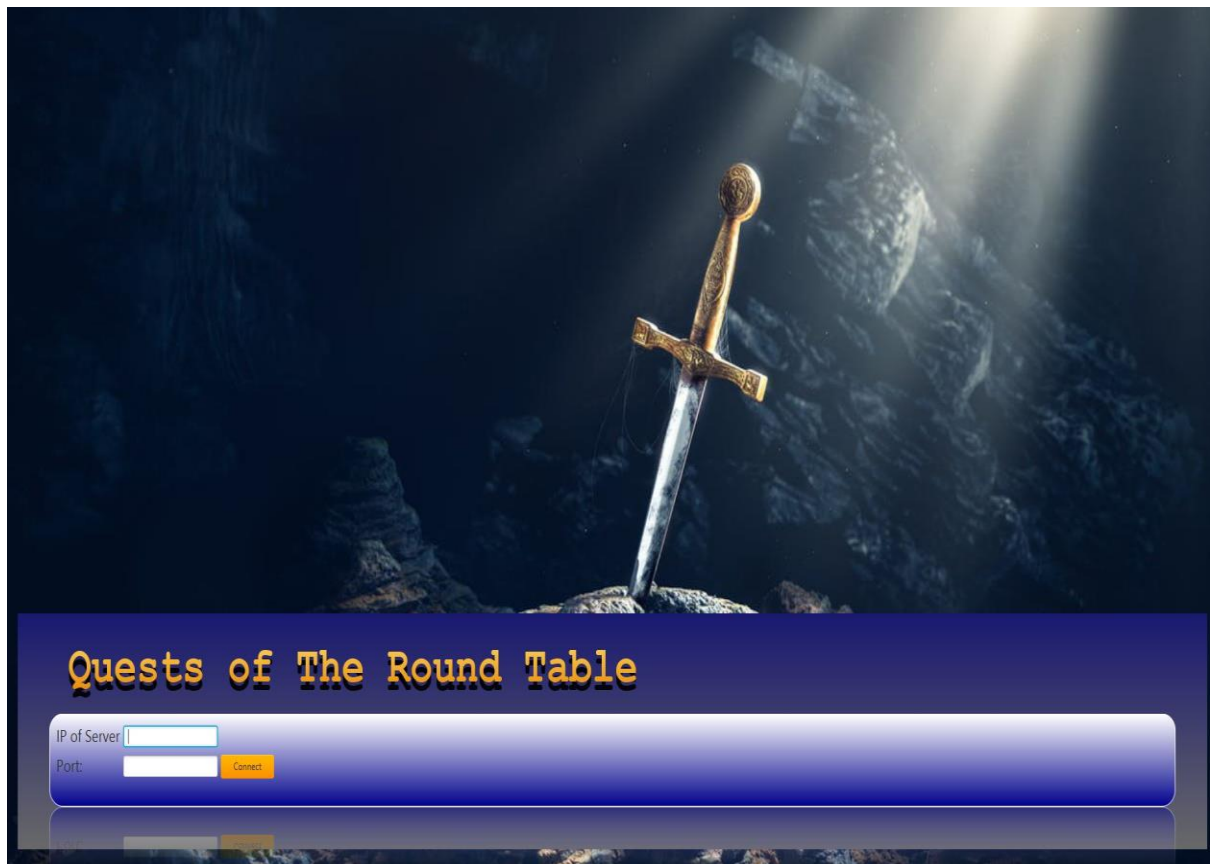 Quests of The Round Table
IP of Server
Port:
Connect